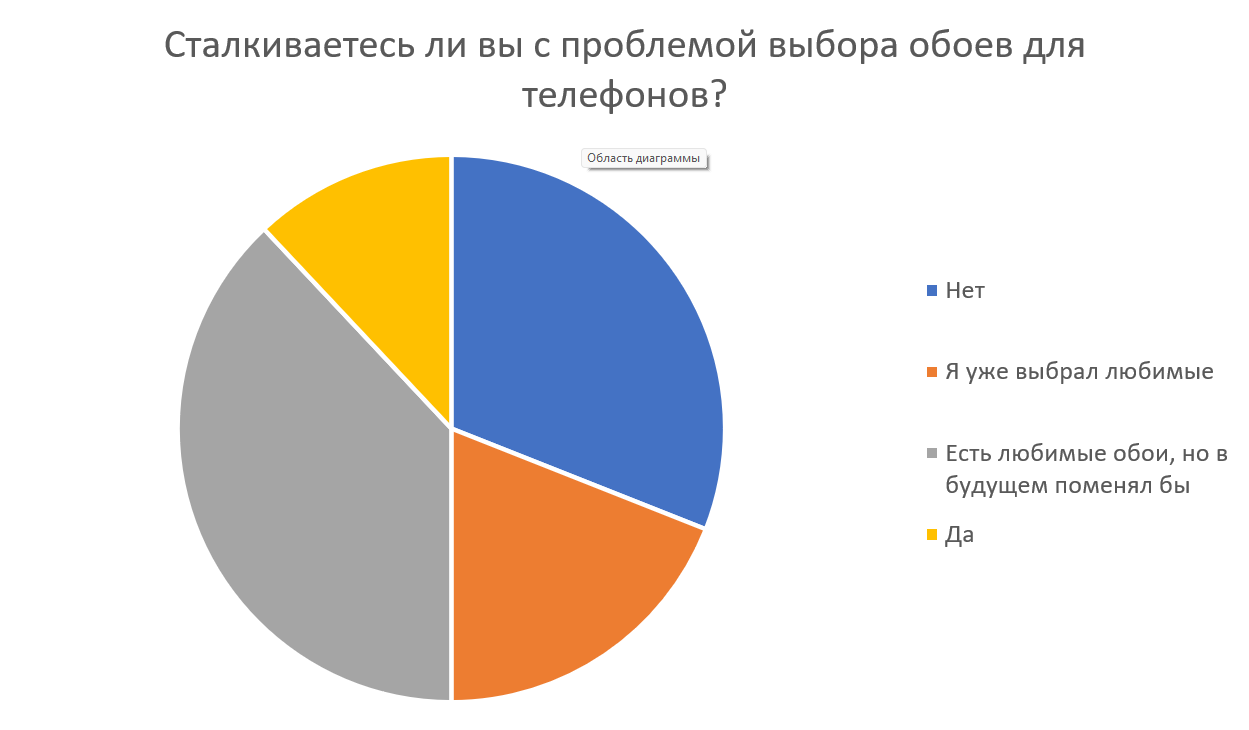 Сталкиваетесь ли вы с проблемой выбора обоев для
телефонов?
Область диаграммы
Нет
Я уже выбрал любимые
Есть любимые обои, но в
будущем поменял бы
Да